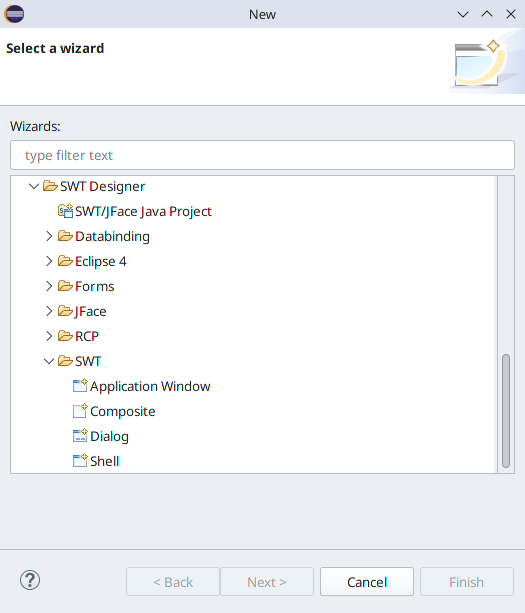 New
Select a wizard
Wizards:
type filter text
SWT Designer
SWT/JFace Java Project
Databinding
Eclipse 4
Forms
JFace
RCP
SWT
Application Window
Composite
Dialog
Shell
? < Back Next > Cancel Finish